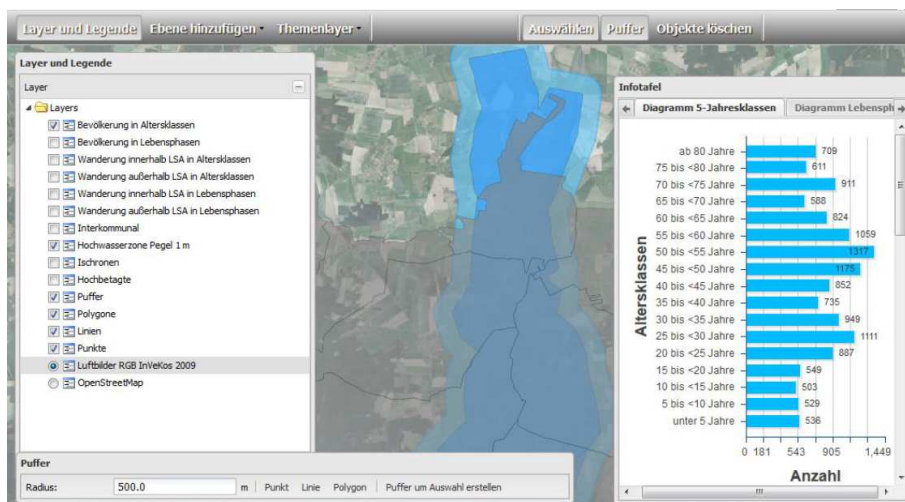 Layer und Legende Ebene hinzufügen Themenlayer Auswählen Puffer Objekte löschen
Layer und Legende
Layer
Layers
Bevölkerung in Altersklassen
Bevölkerung in Lebensphasen
Wanderung innerhalb LSA in Altersklassen
Wanderung außerhalb LSA in Altersklassen
Wanderung innerhalb LSA in Lebensphasen
Wanderung außerhalb LSA in Lebensphasen
Interkommunal
Hochwasserzone Pegel 1 m
Ischronen
Hochbetagte
Puffer
Polygone
Linien
Punkte
Luftbilder RGB InVeKos 2009
OpenStreetMap
Puffer
Radius: 500.0 m Punkt Linie Polygon Puffer um Auswahl erstellen
Infotafel
Diagramm 5-Jahresklassen Diagramm Lebensph
Altersklassen
ab 80 Jahre 709
75 bis <80 Jahre 611
70 bis <75 Jahre 911
65 bis <70 Jahre 588
60 bis <65 Jahre 824
55 bis <60 Jahre 1059
50 bis <55 Jahre 1317
45 bis <50 Jahre 1175
40 bis <45 Jahre 852
35 bis <40 Jahre 735
30 bis <35 Jahre 949
25 bis <30 Jahre 1111
20 bis <25 Jahre 887
15 bis <20 Jahre 549
10 bis <15 Jahre 503
5 bis <10 Jahre 529
unter 5 Jahre 536
0 181 543 905 1,449
Anzahl